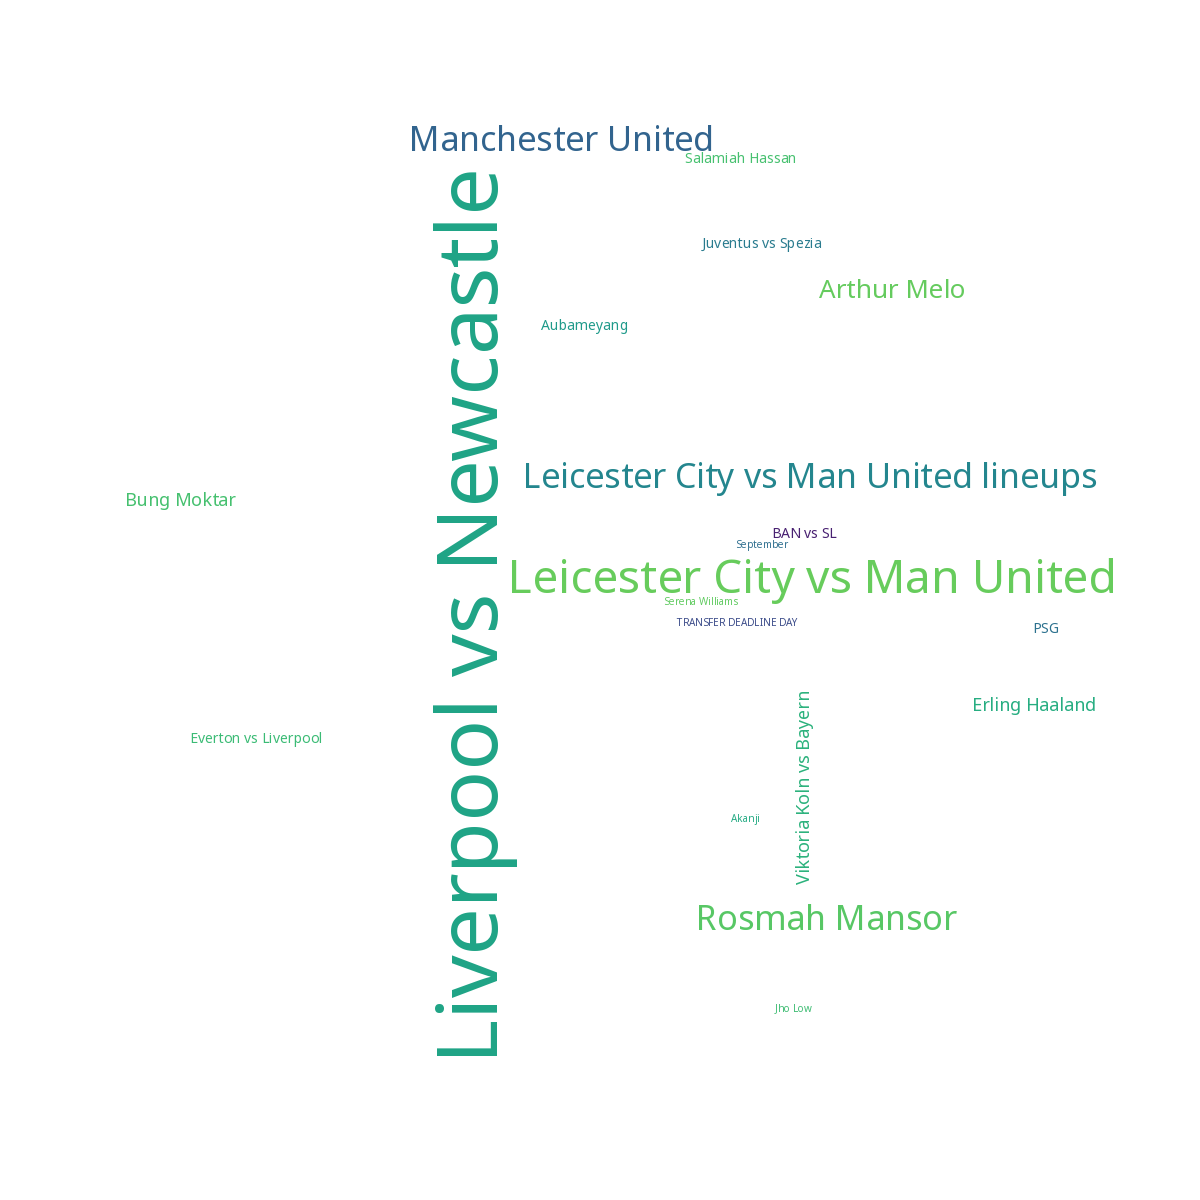 Manchester United
Salamiah Hassan
Liverpool vs Newcastle
Juventus vs Spezia
Arthur Melo
Aubameyang
Leicester City vs Man United lineups
Bung Moktar
BAN vs SL
September
Leicester City vs Man United
Serena Williams
TRANSFER DEADLINE DAY
PSG
Viktoria Koln vs Bayern
Erling Haaland
Everton vs Liverpool
Akanji
Rosmah Mansor
Jho Low